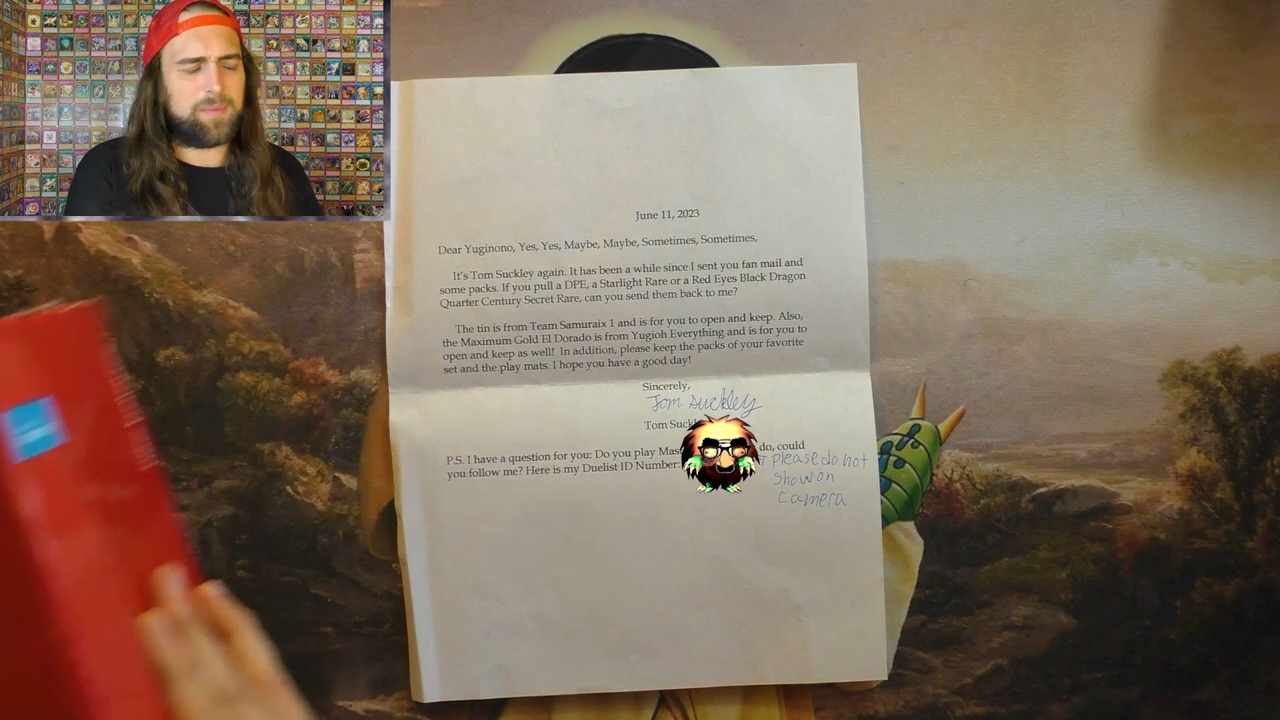 June 11, 2023
Dear Yuginono, Yes, Yes, Maybe, Maybe, Sometimes, Sometimes,
It's Tom Suckley again. It has been a while since I sent you fan mail and
some packs. If you pull a DPE, a Starlight Rare or a Red Eyes Black Dragon
Quarter Century Secret Rare, can you send them back to me?
The tin is from Team Samuraix 1 and is for you to open and keep. Also,
the Maximum Gold El Dorado is from Yugioh Everything and is for you to
open and keep as well! In addition, please keep the packs of your favorite
set and the play mats. I hope you have a good day!
Sincerely,
Tom Suckley
Tom
P.S. I have a question for you: Do you play do, could
you follow me? Here is my Duelist ID Number:
please do not
show on
camera